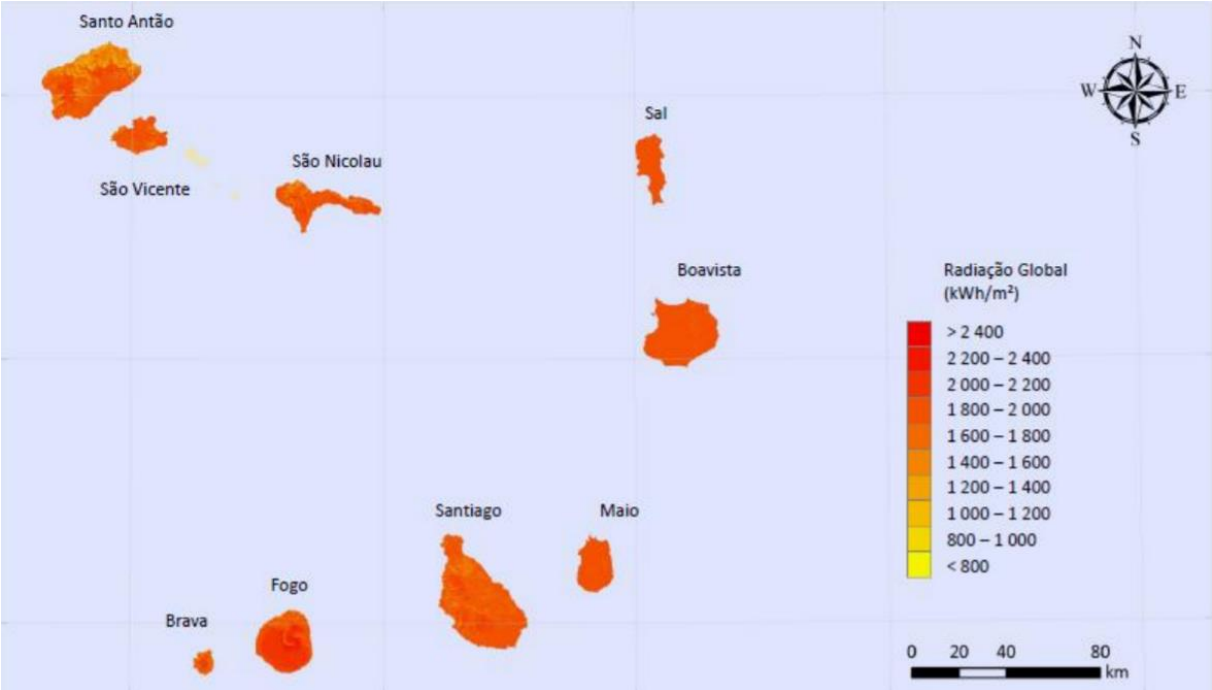 Santo Antão
N
W
E
S
Sal
São Nicolau
São Vicente
Boavista
Radiação Global
(kWh/m²)
> 2 400
2 200 – 2 400
2 000 – 2 200
1 800 – 2 000
1 600 – 1 800
1 400 – 1 600
1 200 – 1 400
1 000 – 1 200
800 – 1 000
< 800
Santiago
Maio
Fogo
Brava
0 20 40 80
km